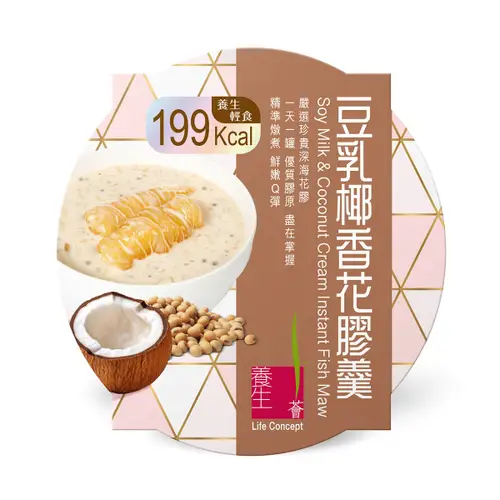 養生
輕食
199Kcal
豆乳椰香花膠羹
Soy Milk & Coconut Cream Instant Fish Maw
嚴選珍貴深海花膠
一天一罐 優質膠原 盡在掌握
精準燉煮 鮮嫩Q彈
養生
薈
Life Concept